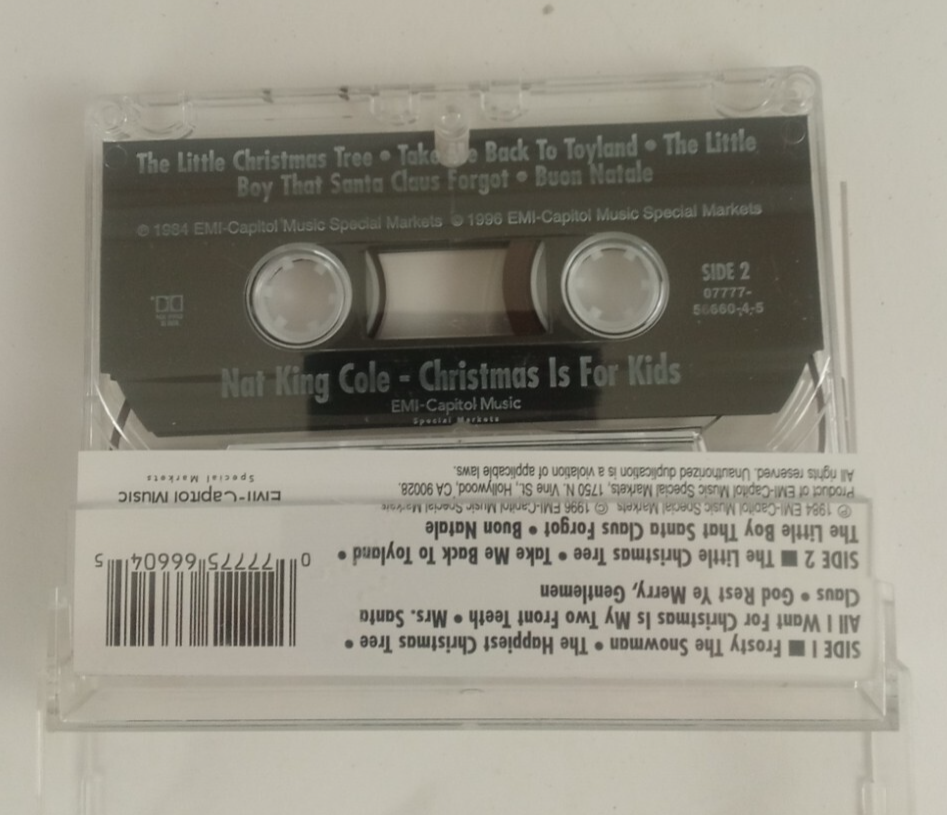 The Little Christmas Tree • Take Me Back To Toyland • The Little
Boy That Santa Claus Forgot • Buon Natale
℗ 1984 EMI-Capitol Music Special Markets © 1996 EMI-Capitol Music Special Markets
SIDE 2
07777-
56660-4-5
Nat King Cole - Christmas Is For Kids
EMI-Capitol Music
Special Markets
SIDE 1 ■ Frosty The Snowman • The Happiest Christmas Tree •
All I Want For Christmas Is My Two Front Teeth • Mrs. Santa
Claus • God Rest Ye Merry, Gentlemen
SIDE 2 ■ The Little Christmas Tree • Take Me Back To Toyland •
The Little Boy That Santa Claus Forgot • Buon Natale
℗ 1984 EMI-Capitol Music Special Markets © 1996 EMI-Capitol Music Special Markets
Product of EMI-Capitol Music Special Markets, 1750 N. Vine St., Hollywood, CA 90028.
All rights reserved. Unauthorized duplication is a violation of applicable laws.
0 77775 66604 5
EMI-Capitol Music
Special Markets